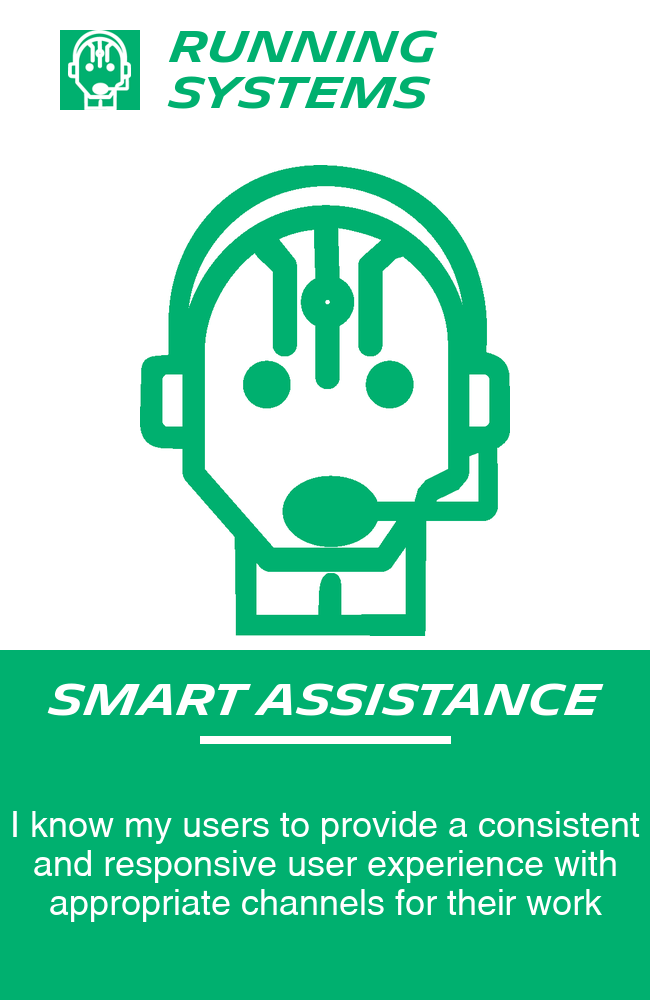 RUNNING
SYSTEMS
SMART ASSISTANCE
I know my users to provide a consistent
and responsive user experience with
appropriate channels for their work